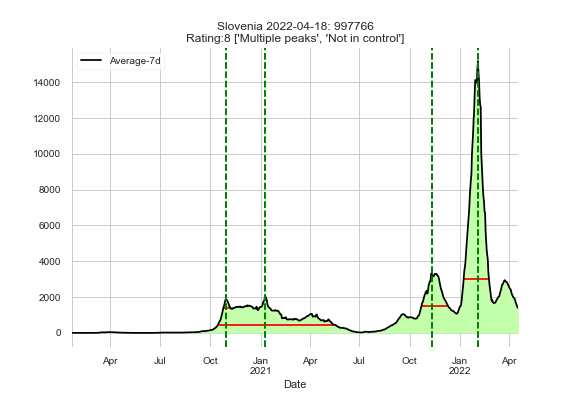 Slovenia 2022-04-18: 997766
Rating:8 ['Multiple peaks', 'Not in control']
Average-7d
14000
12000
10000
8000
6000
4000
2000
0
Apr Jul Oct Jan Apr Jul Oct Jan Apr
2021 2022
Date